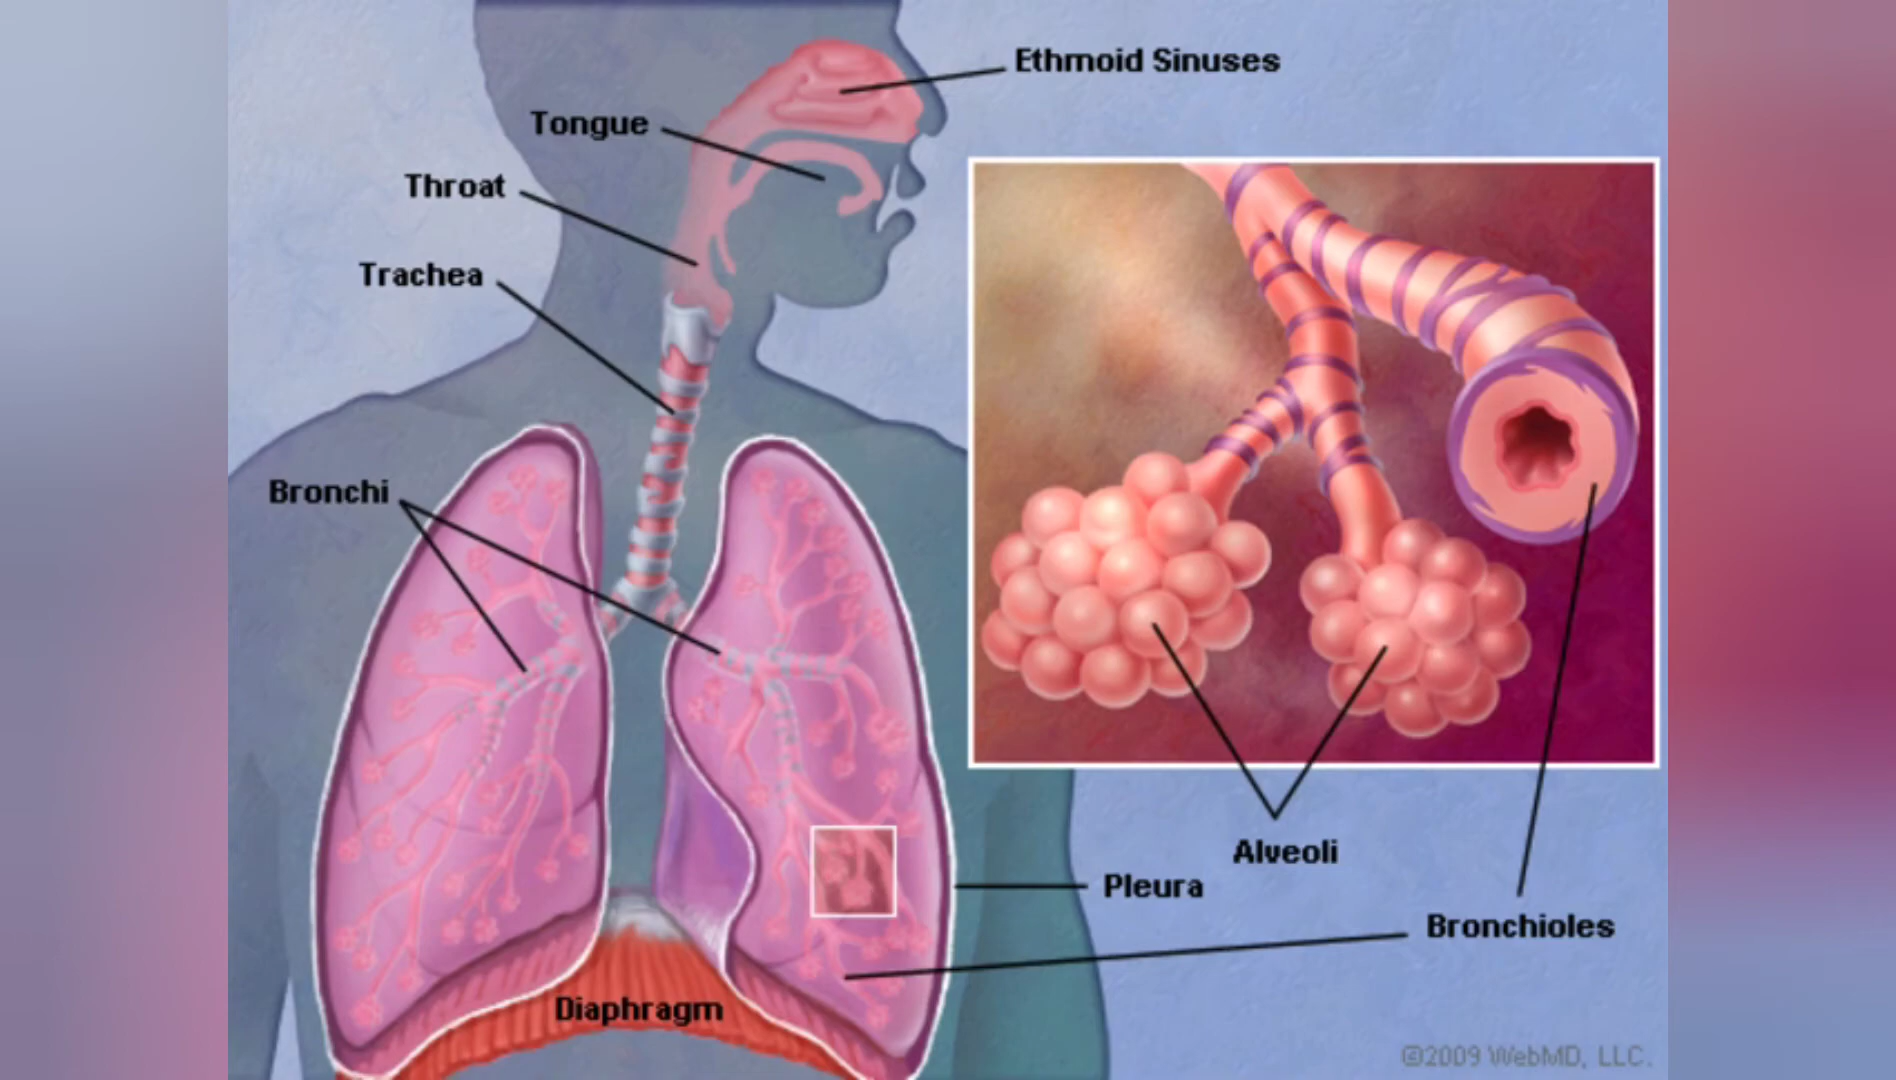 Ethmoid Sinuses
Tongue
Throat
Trachea
Bronchi
Alveoli
Pleura
Bronchioles
Diaphragm
©2009 WebMD, LLC.